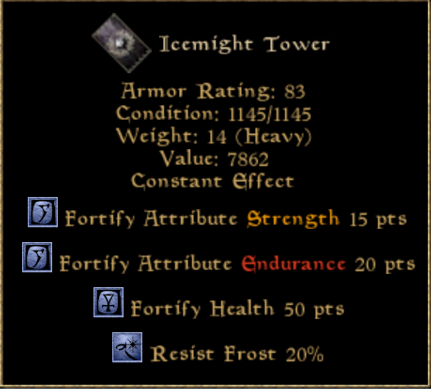 Icemight Tower
Armor Rating: 83
Condition: 1145/1145
Weight: 14 (Heavy)
Value: 7862
Constant Effect
Fortify Attribute Strength 15 pts
Fortify Attribute Endurance 20 pts
Fortify Health 50 pts
Resist Frost 20%